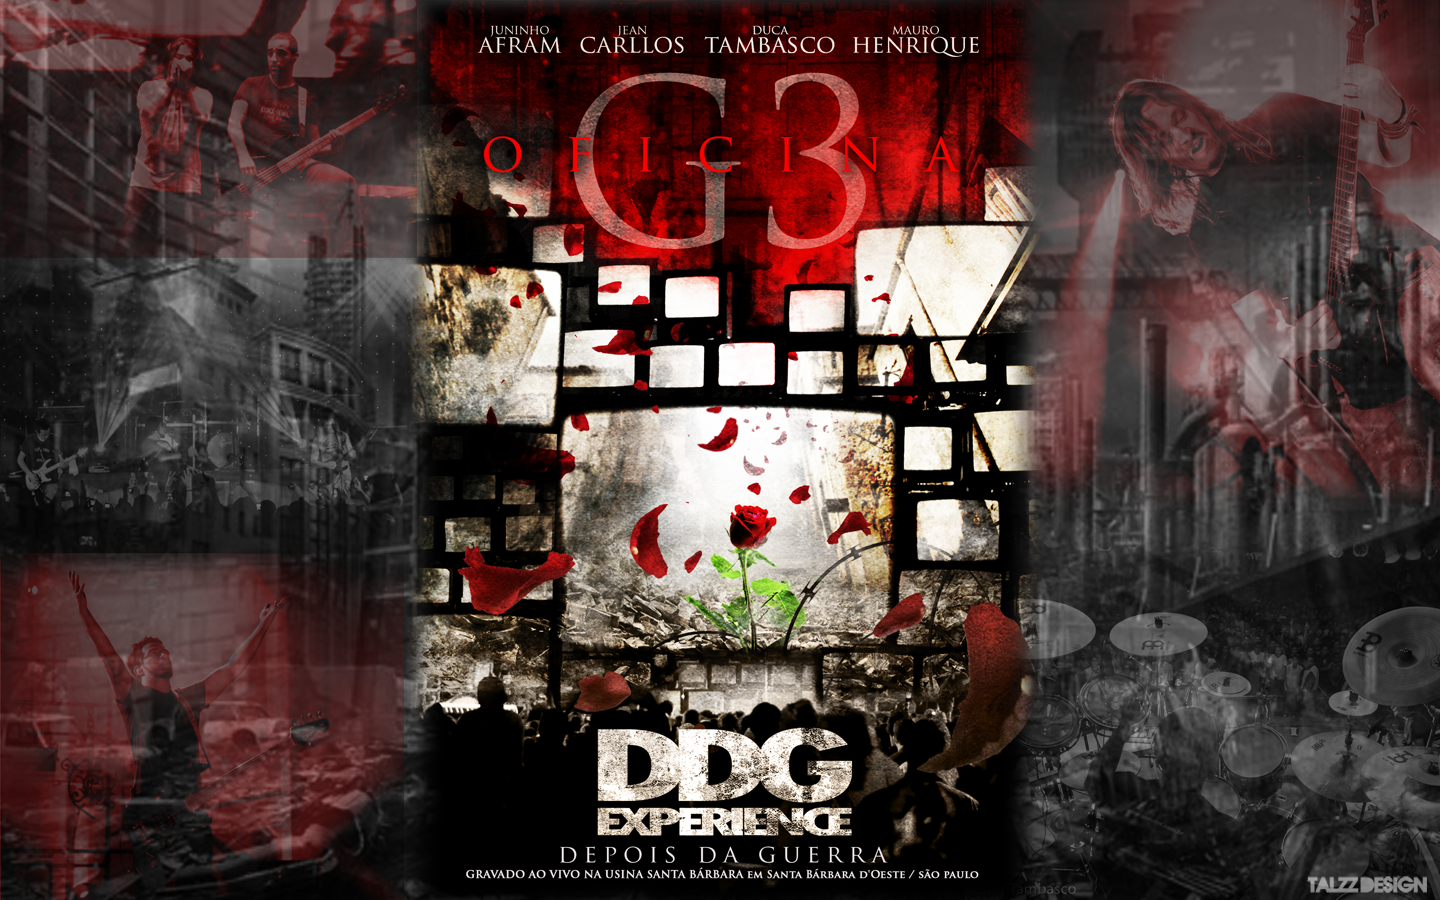 JUNINHO JEAN DUCA MAURO
AFRAM CARLLOS TAMBASCO HENRIQUE
G3
OFICINA
DDG
EXPERIENCE
DEPOIS DA GUERRA
GRAVADO AO VIVO NA USINA SANTA BÁRBARA EM SANTA BÁRBARA D'OESTE / SÃO PAULO
tambasco
TALZZ DESIGN